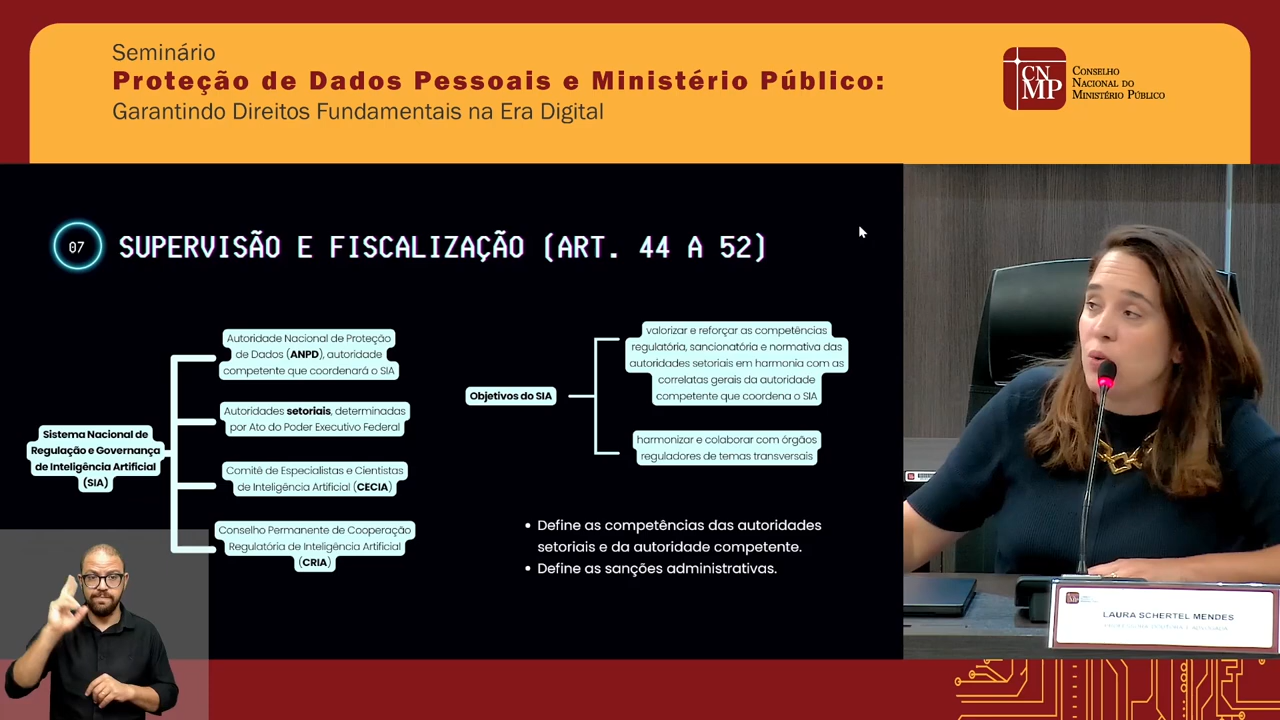 Seminário
Proteção de Dados Pessoais e Ministério Público:
Garantindo Direitos Fundamentais na Era Digital
CN
MP
CONSELHO
NACIONAL DO
MINISTÉRIO PÚBLICO
07
SUPERVISÃO E FISCALIZAÇÃO (ART. 44 A 52)
Sistema Nacional de
Regulação e Governança
de Inteligência Artificial
(SIA)
Autoridade Nacional de Proteção
de Dados (ANPD), autoridade
competente que coordenará o SIA
Autoridades setoriais, determinadas
por Ato do Poder Executivo Federal
Comitê de Especialistas e Cientistas
de Inteligência Artificial (CECIA)
Conselho Permanente de Cooperação
Regulatória de Inteligência Artificial
(CRIA)
Objetivos do SIA
valorizar e reforçar as competências
regulatória, sancionatória e normativa das
autoridades setoriais em harmonia com as
correlatas gerais da autoridade
competente que coordena o SIA
harmonizar e colaborar com órgãos
reguladores de temas transversais
• Define as competências das autoridades
setoriais e da autoridade competente.
• Define as sanções administrativas.
LAURA SCHERTEL MENDES